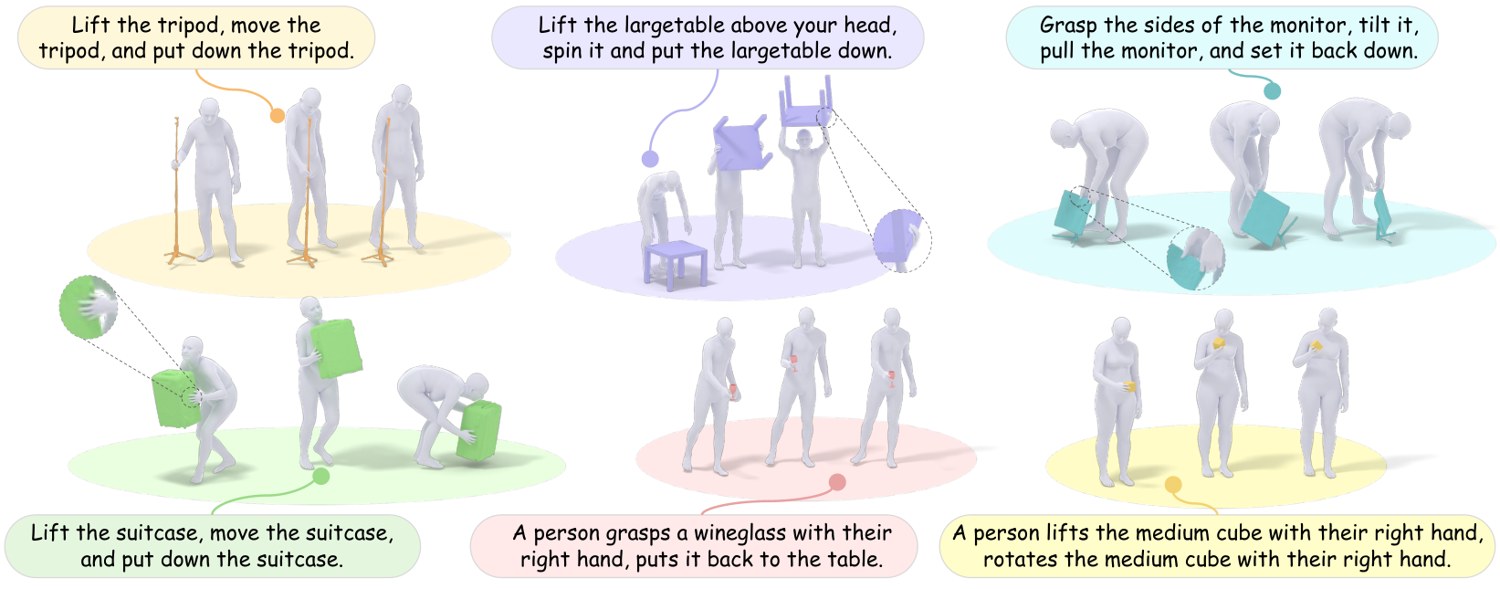 Lift the tripod, move the
tripod, and put down the tripod.
Lift the largetable above your head,
spin it and put the largetable down.
Grasp the sides of the monitor, tilt it,
pull the monitor, and set it back down.
Lift the suitcase, move the suitcase,
and put down the suitcase.
A person grasps a wineglass with their
right hand, puts it back to the table.
A person lifts the medium cube with their right hand,
rotates the medium cube with their right hand.